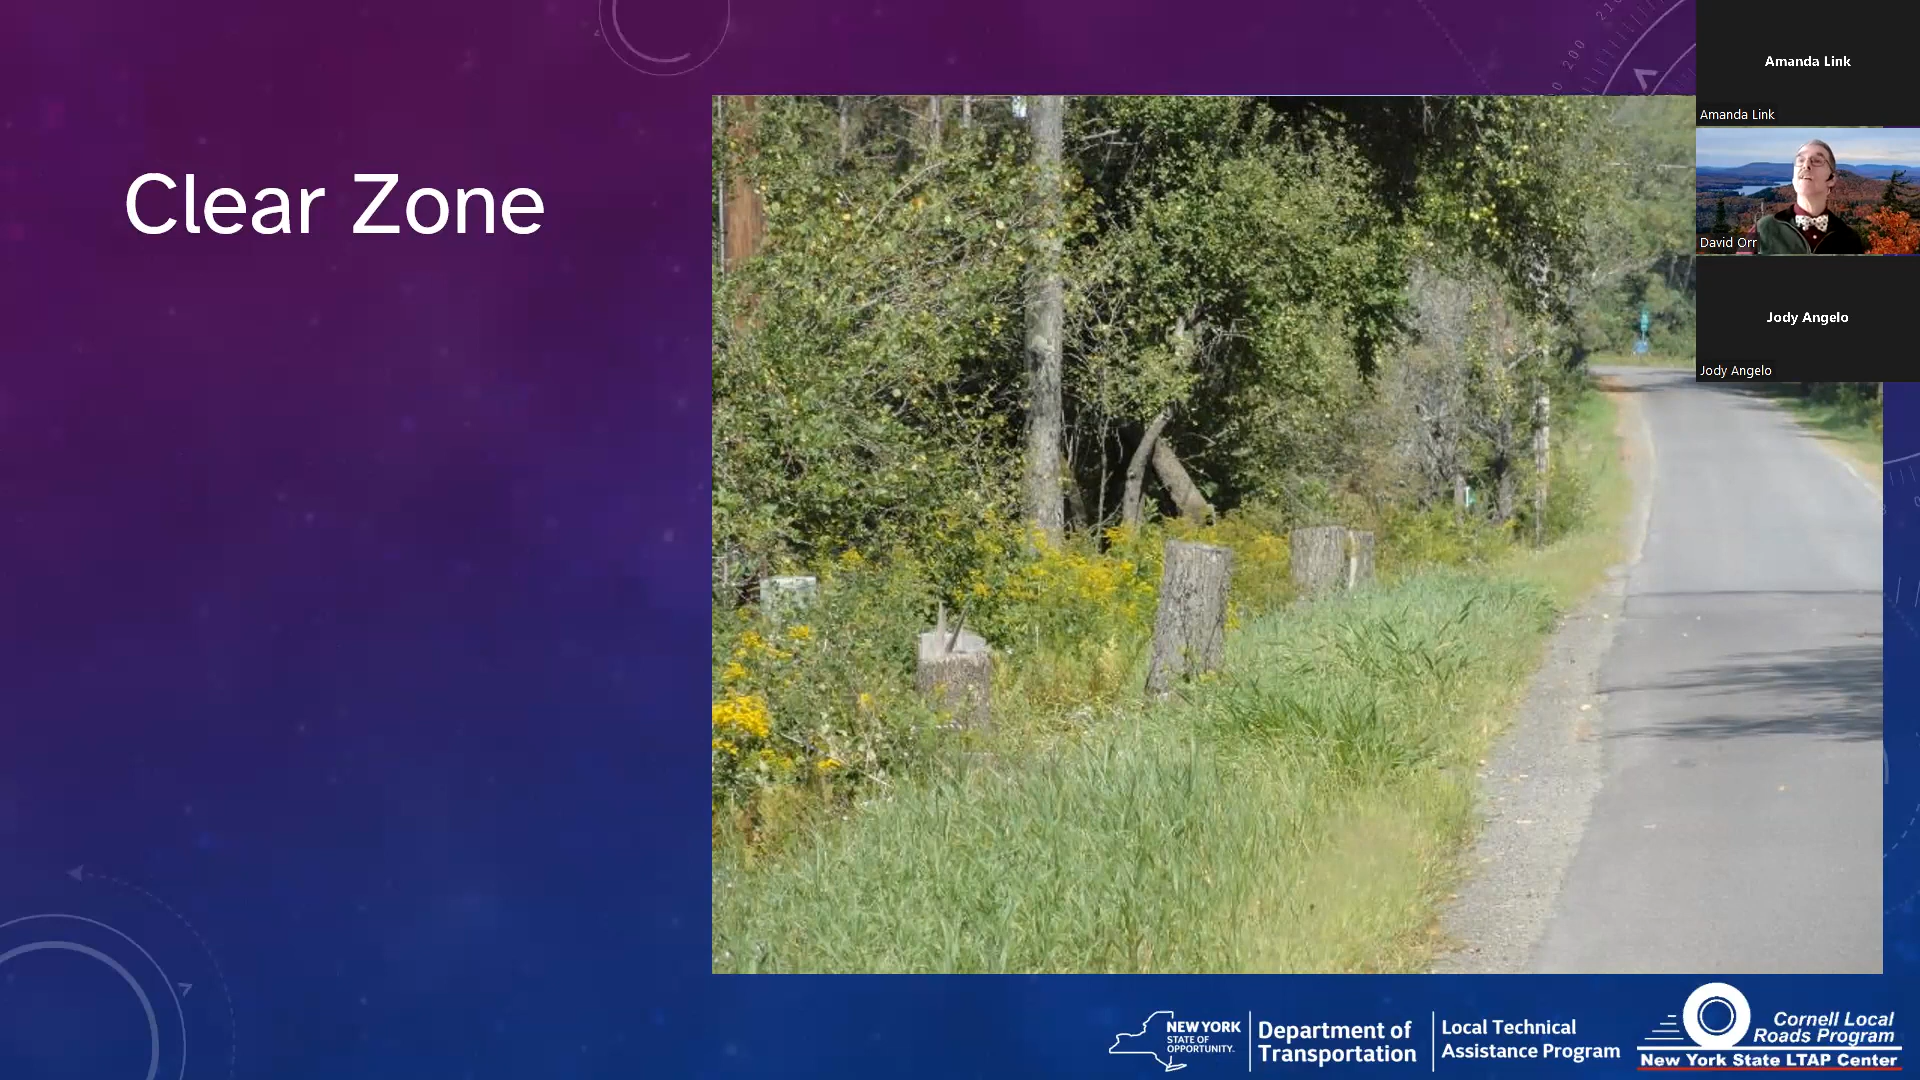 Clear Zone
Amanda Link
Amanda Link
David Orr
Jody Angelo
Jody Angelo
NEW YORK
STATE OF
OPPORTUNITY.
Department of
Transportation
Local Technical
Assistance Program
Cornell Local
Roads Program
New York State LTAP Center
200